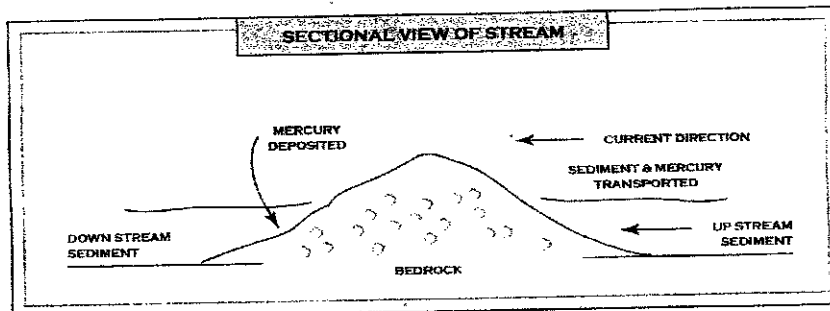 SECTIONAL VIEW OF STREAM
MERCURY
DEPOSITED
CURRENT DIRECTION
SEDIMENT & MERCURY
TRANSPORTED
DOWN STREAM
SEDIMENT
UP STREAM
SEDIMENT
BEDROCK